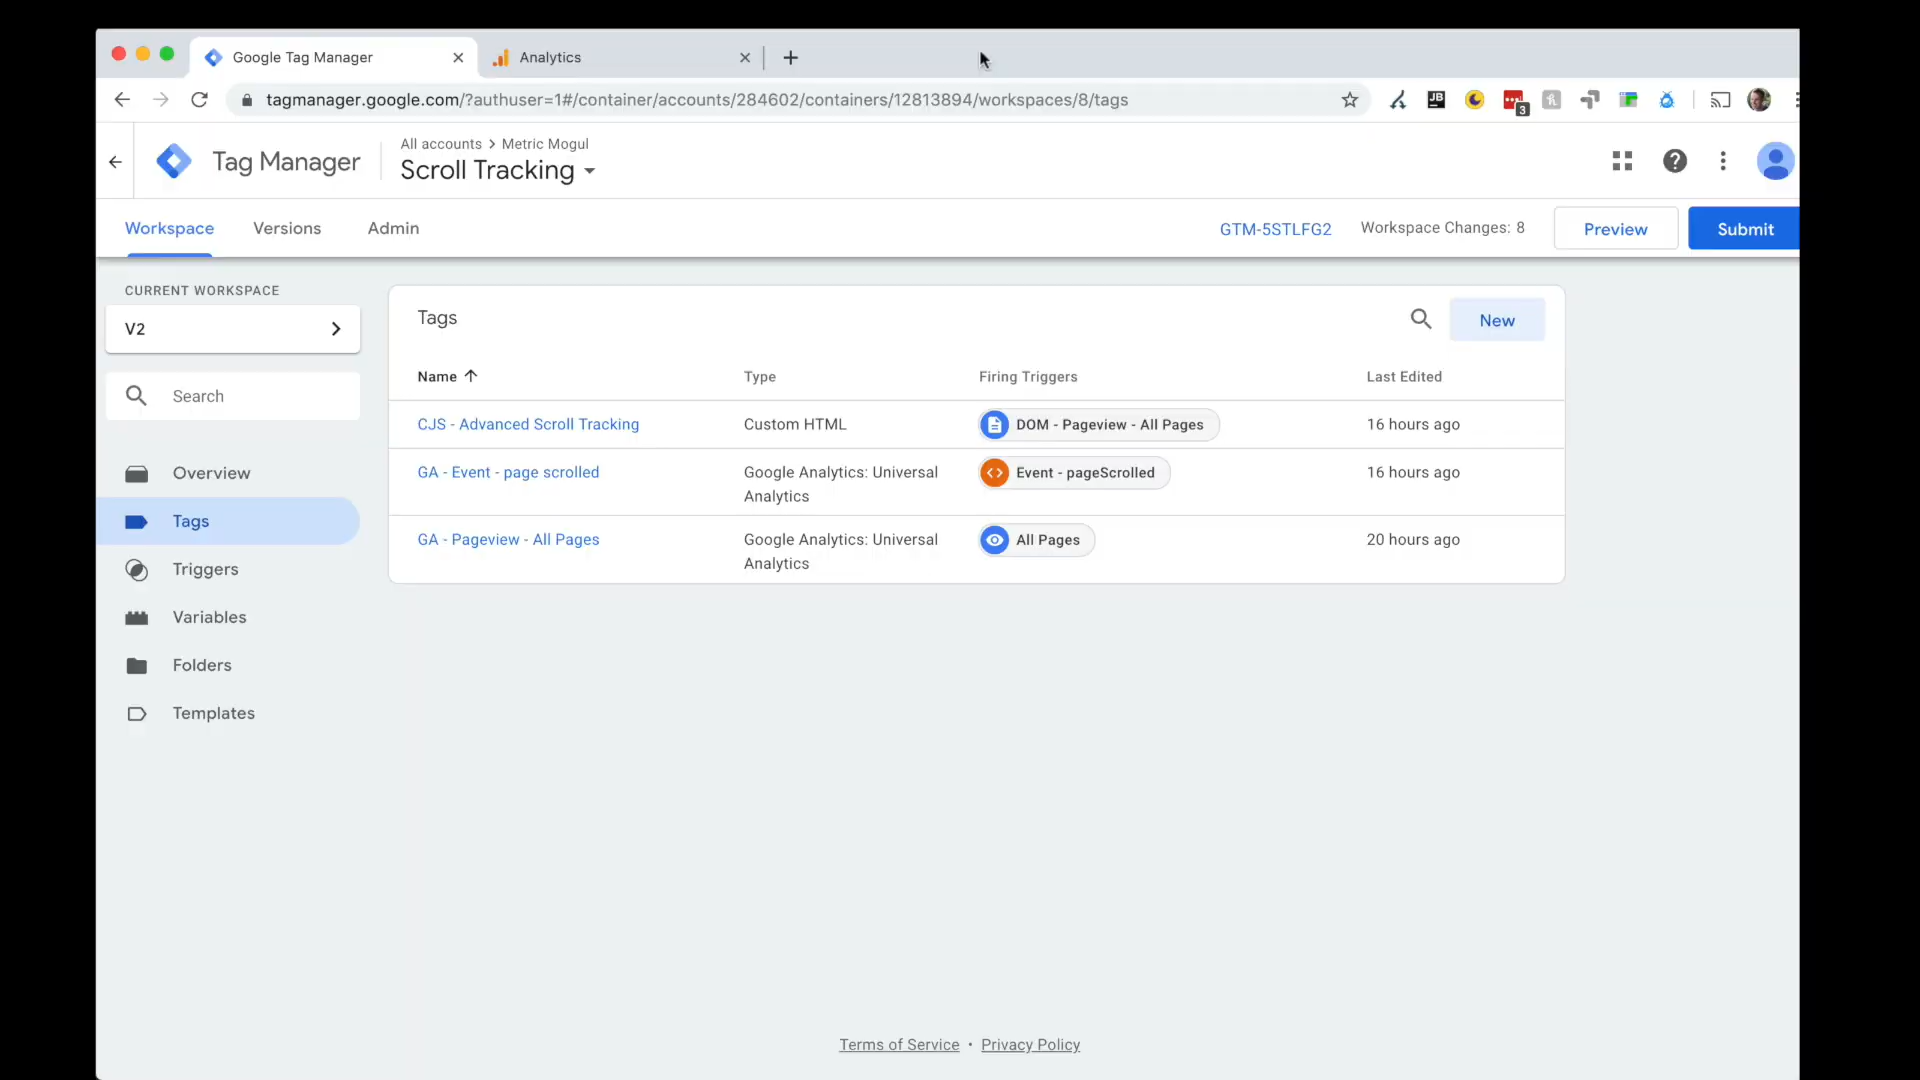 Google Tag Manager
Analytics
tagmanager.google.com/?authuser=1#/container/accounts/284602/containers/12813894/workspaces/8/tags
JB
3
Tag Manager
All accounts > Metric Mogul
Scroll Tracking
Workspace Versions Admin
GTM-5STLFG2 Workspace Changes: 8 Preview Submit
CURRENT WORKSPACE
V2
Search
Overview
Tags
Triggers
Variables
Folders
Templates
Tags
New
Name Type Firing Triggers Last Edited
CJS - Advanced Scroll Tracking Custom HTML DOM - Pageview - All Pages 16 hours ago
GA - Event - page scrolled Google Analytics: Universal Event - pageScrolled 16 hours ago
Analytics
GA - Pageview - All Pages Google Analytics: Universal All Pages 20 hours ago
Analytics
Terms of Service • Privacy Policy